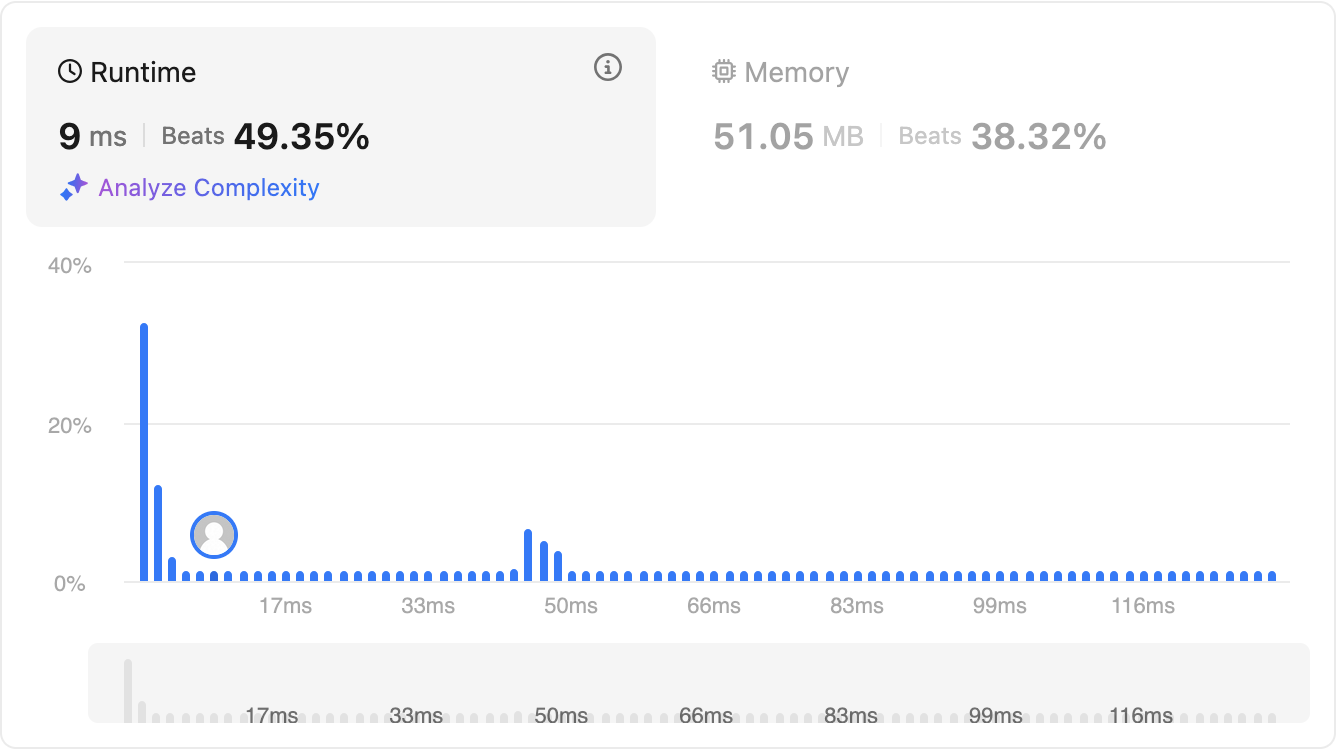 Runtime
9 ms | Beats 49.35%
Analyze Complexity
Memory
51.05 MB | Beats 38.32%
40%
20%
0%
17ms 33ms 50ms 66ms 83ms 99ms 116ms
17ms 33ms 50ms 66ms 83ms 99ms 116ms